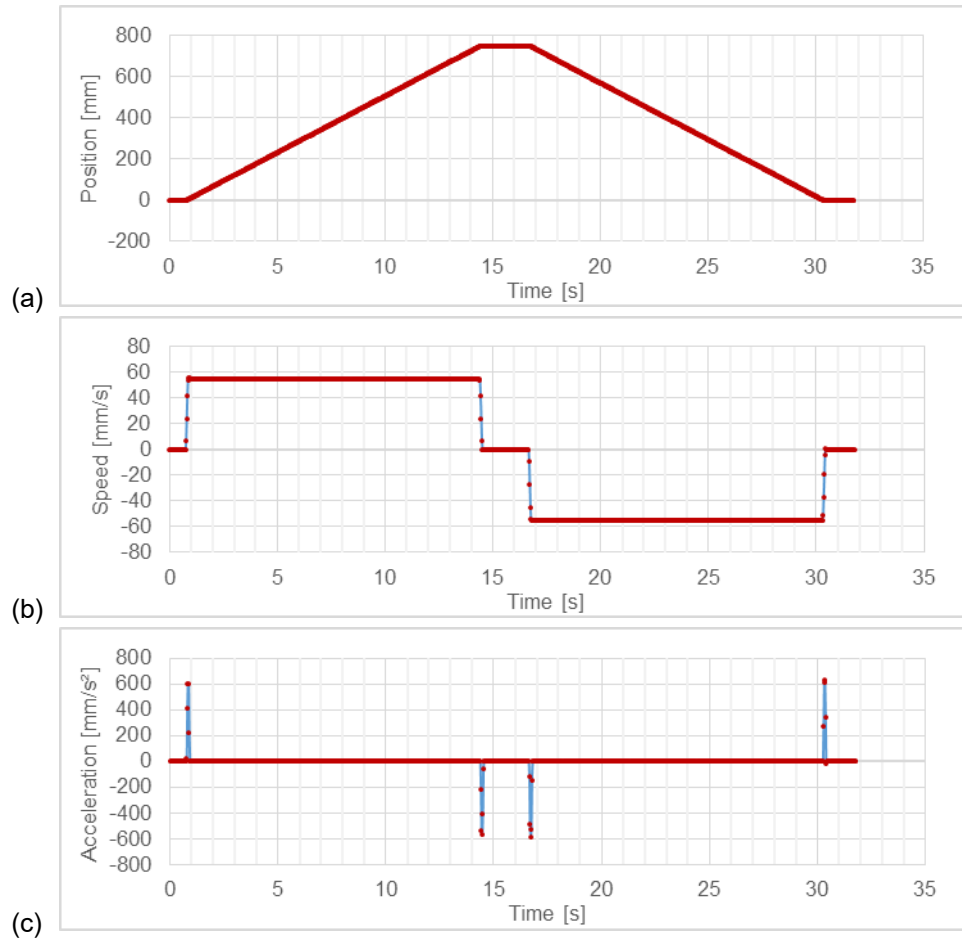 800
600
400
200
0
-200
Position [mm]
0 5 10 15 20 25 30 35
Time [s]
(a)
80
60
40
20
0
-20
-40
-60
-80
Speed [mm/s]
0 5 10 15 20 25 30 35
Time [s]
(b)
800
600
400
200
0
-200
-400
-600
-800
Acceleration [mm/s²]
0 5 10 15 20 25 30 35
Time [s]
(c)